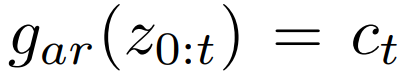 $g_{ar}(z_{0:t}) = c_t$